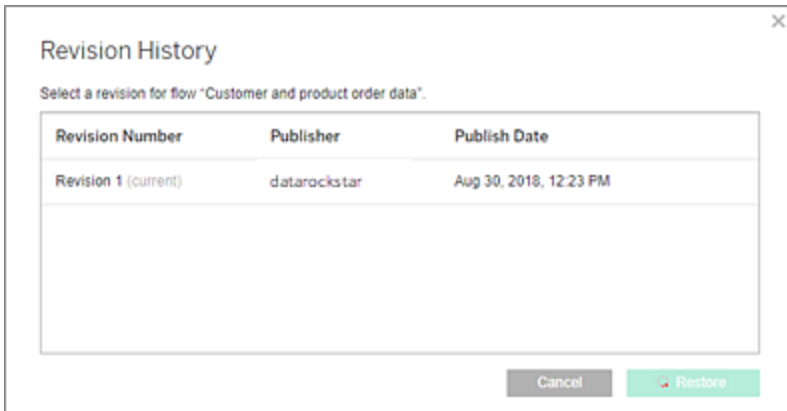 Revision History
Select a revision for flow "Customer and product order data".
Revision Number Publisher Publish Date
Revision 1 (current) datarockstar Aug 30, 2018, 12:23 PM
Cancel Restore